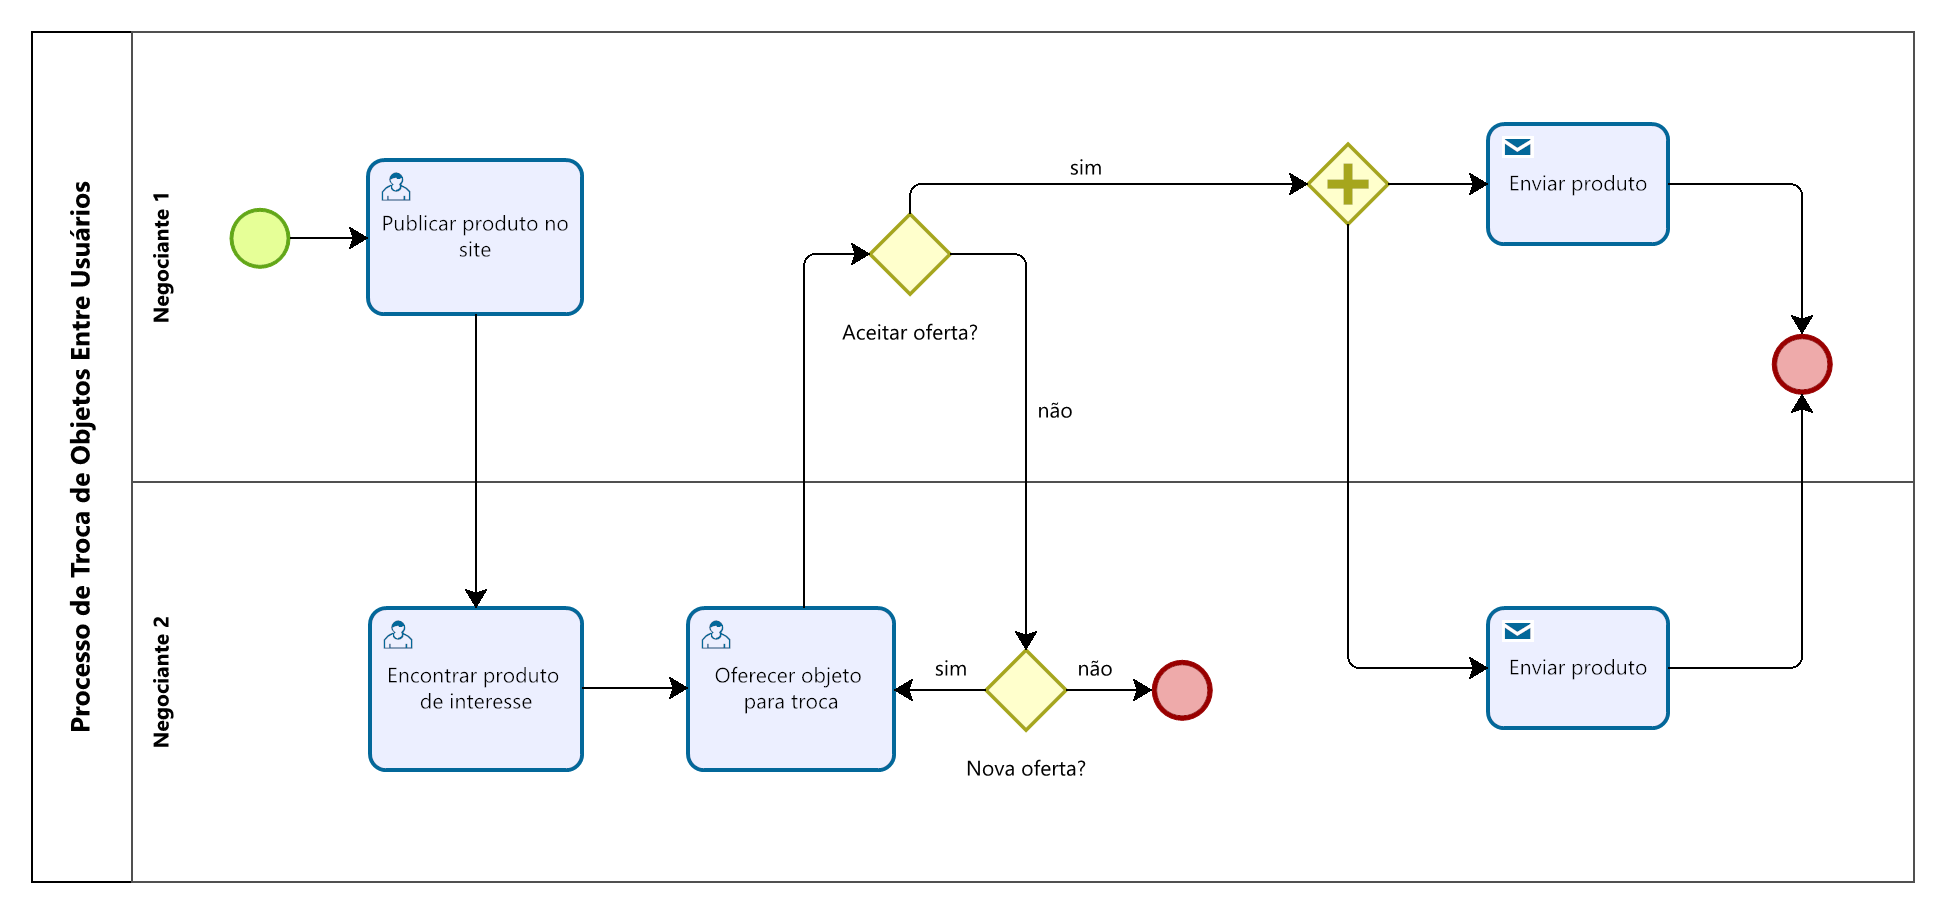 Processo de Troca de Objetos Entre Usuários
Negociante 1
Publicar produto no
site
Aceitar oferta?
sim
não
Enviar produto
Negociante 2
Encontrar produto
de interesse
Oferecer objeto
para troca
sim
não
Nova oferta?
Enviar produto